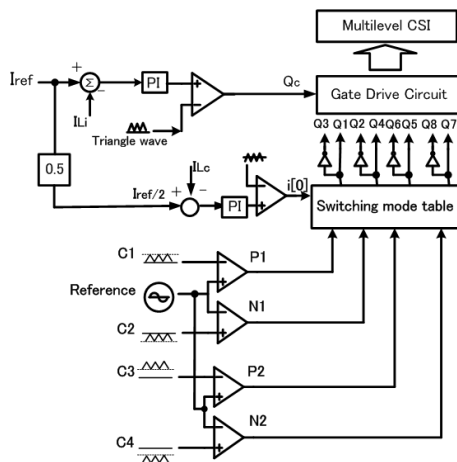 Multilevel CSI
Iref
+
Σ
-
PI
+
-
Qc
Gate Drive Circuit
ILi
Triangle wave
Q3 Q1 Q2 Q4 Q6 Q5 Q8 Q7
0.5
ILc
Iref/2
+
-
PI
-
+
i[0]
Switching mode table
C1
-
+
P1
Reference
C2
-
+
N1
C3
-
+
P2
C4
-
+
N2